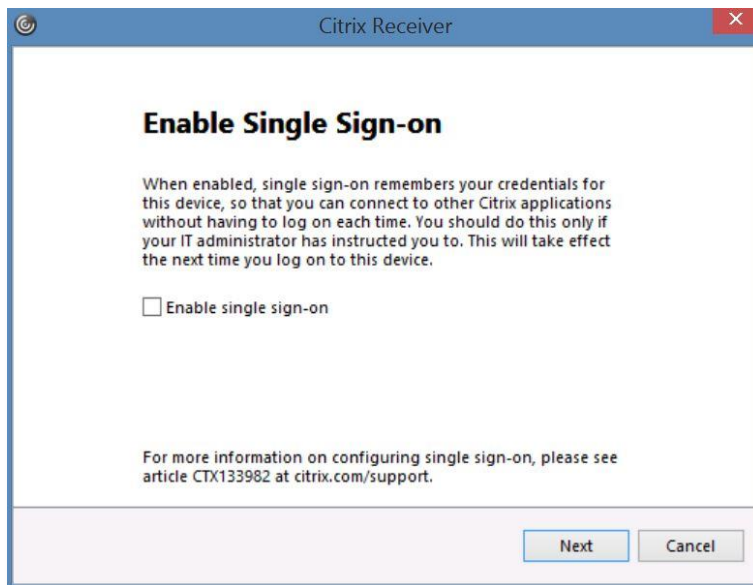 Citrix Receiver
Enable Single Sign-on
When enabled, single sign-on remembers your credentials for
this device, so that you can connect to other Citrix applications
without having to log on each time. You should do this only if
your IT administrator has instructed you to. This will take effect
the next time you log on to this device.
Enable single sign-on
For more information on configuring single sign-on, please see
article CTX133982 at citrix.com/support.
Next Cancel